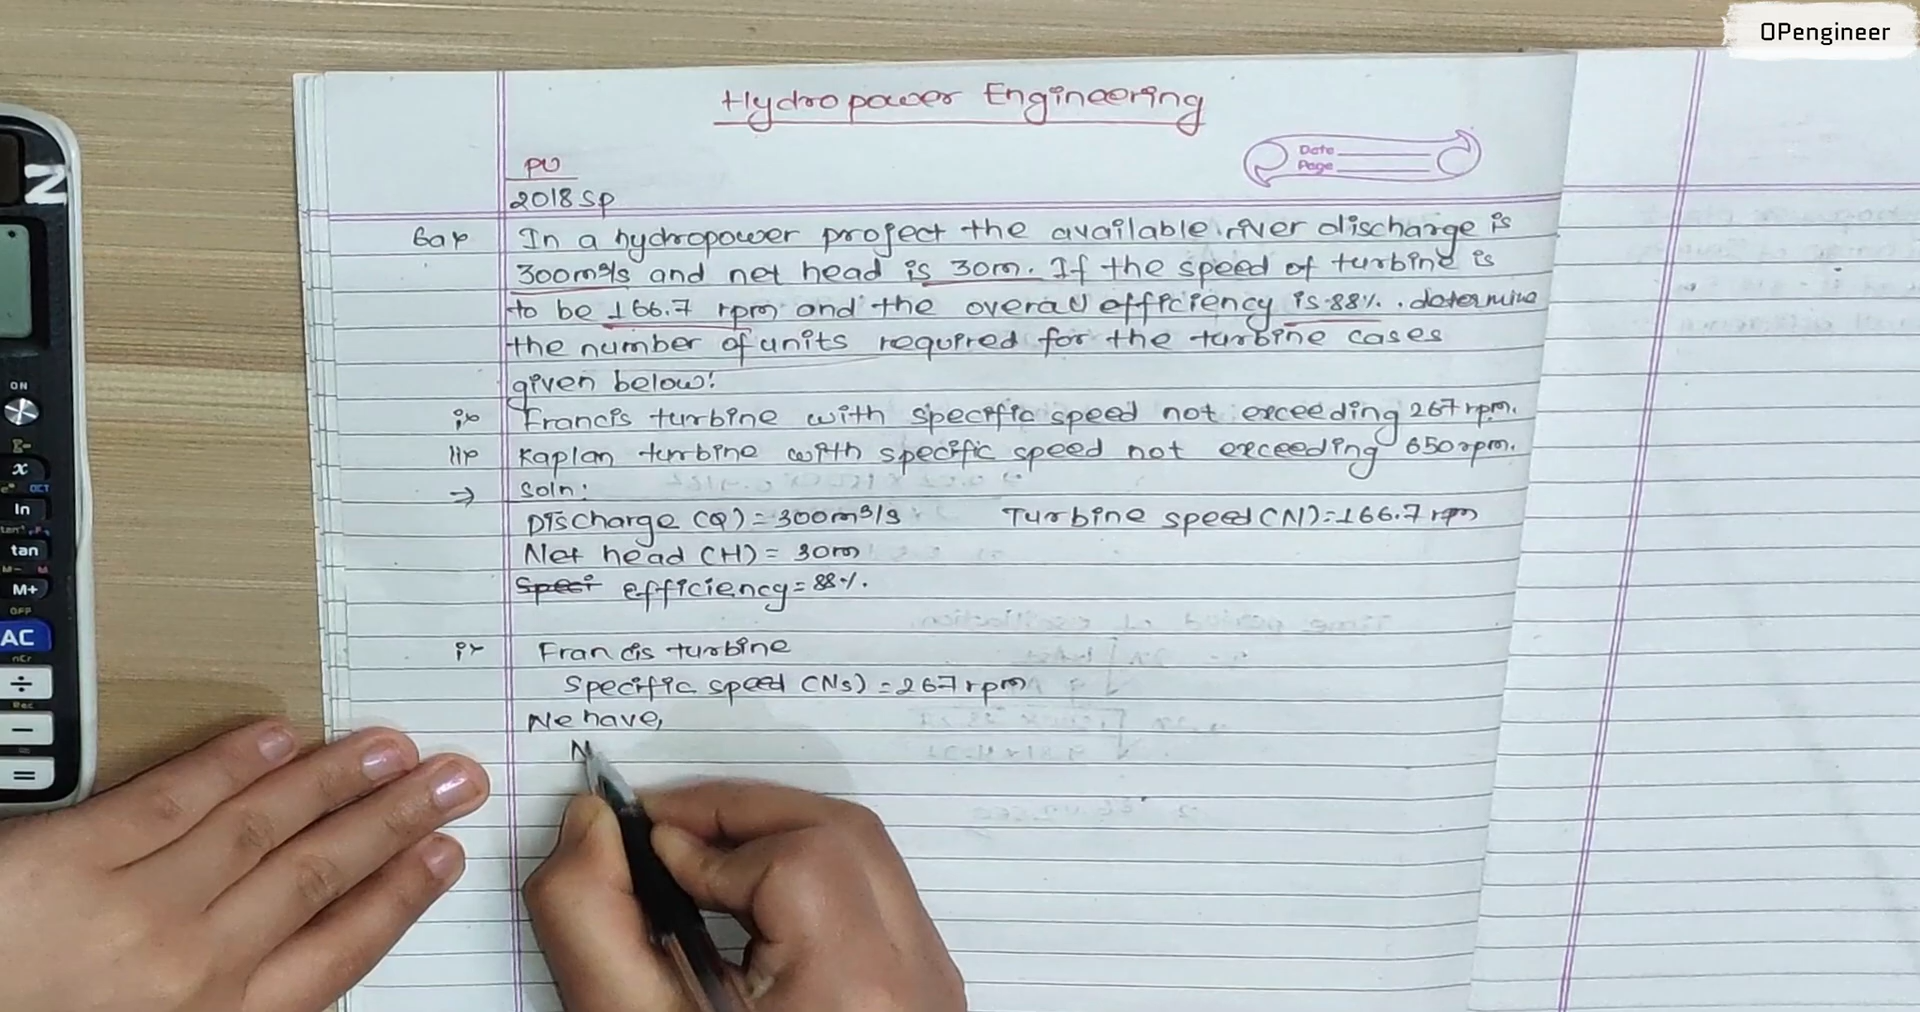 OPengineer
Hydropower Engineering
Date
Page
PU
2018 sp
6a) In a hydropower project the available river discharge is
300m³/s and net head is 30m. If the speed of turbine is
to be 166.7 rpm and the overall efficiency is 88%. determine
the number of units required for the turbine cases
given below:
i) Francis turbine with specific speed not exceeding 267 rpm.
ii) Kaplan turbine with specific speed not exceeding 650 rpm.
=> Soln:
Discharge (Q) = 300m³/s Turbine speed (N) = 166.7 rpm
Net head (H) = 30m
Speci efficiency = 88%.
i) Francis turbine
Specific speed (Ns) = 267 rpm
We have,
N
Z
ON
x
OCT
ln
tan
M+
OFF
AC
nCr
÷
Rec
−
=